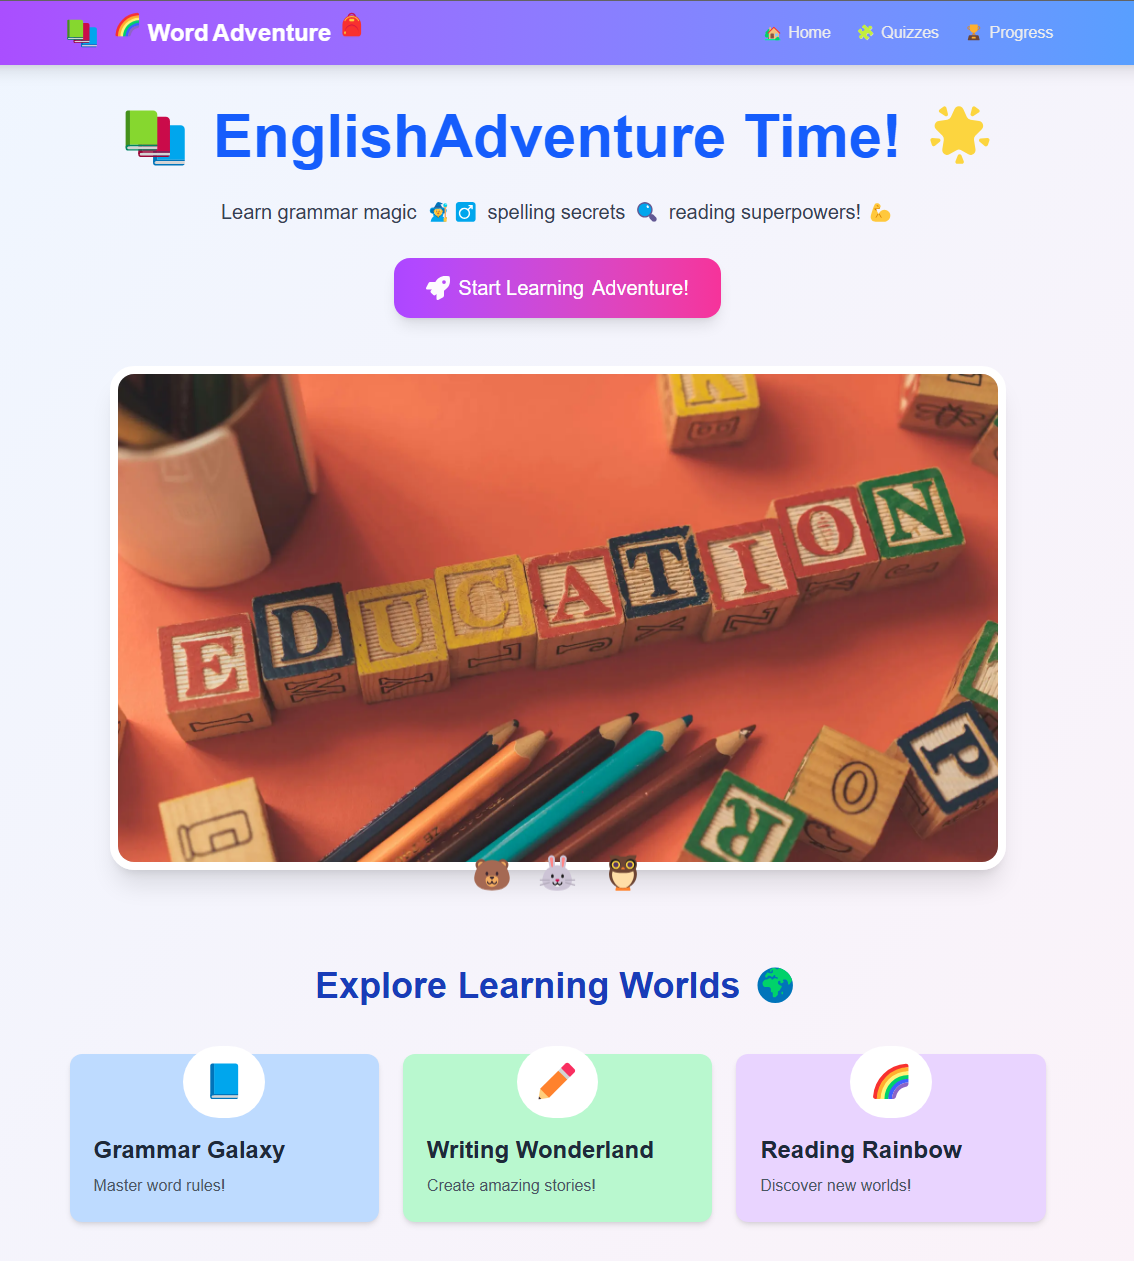 Word Adventure
Home
Quizzes
Progress
EnglishAdventure Time!
Learn grammar magic spelling secrets reading superpowers!
Start Learning Adventure!
K
EDUCATION
R
O
P
Explore Learning Worlds
Grammar Galaxy
Master word rules!
Writing Wonderland
Create amazing stories!
Reading Rainbow
Discover new worlds!